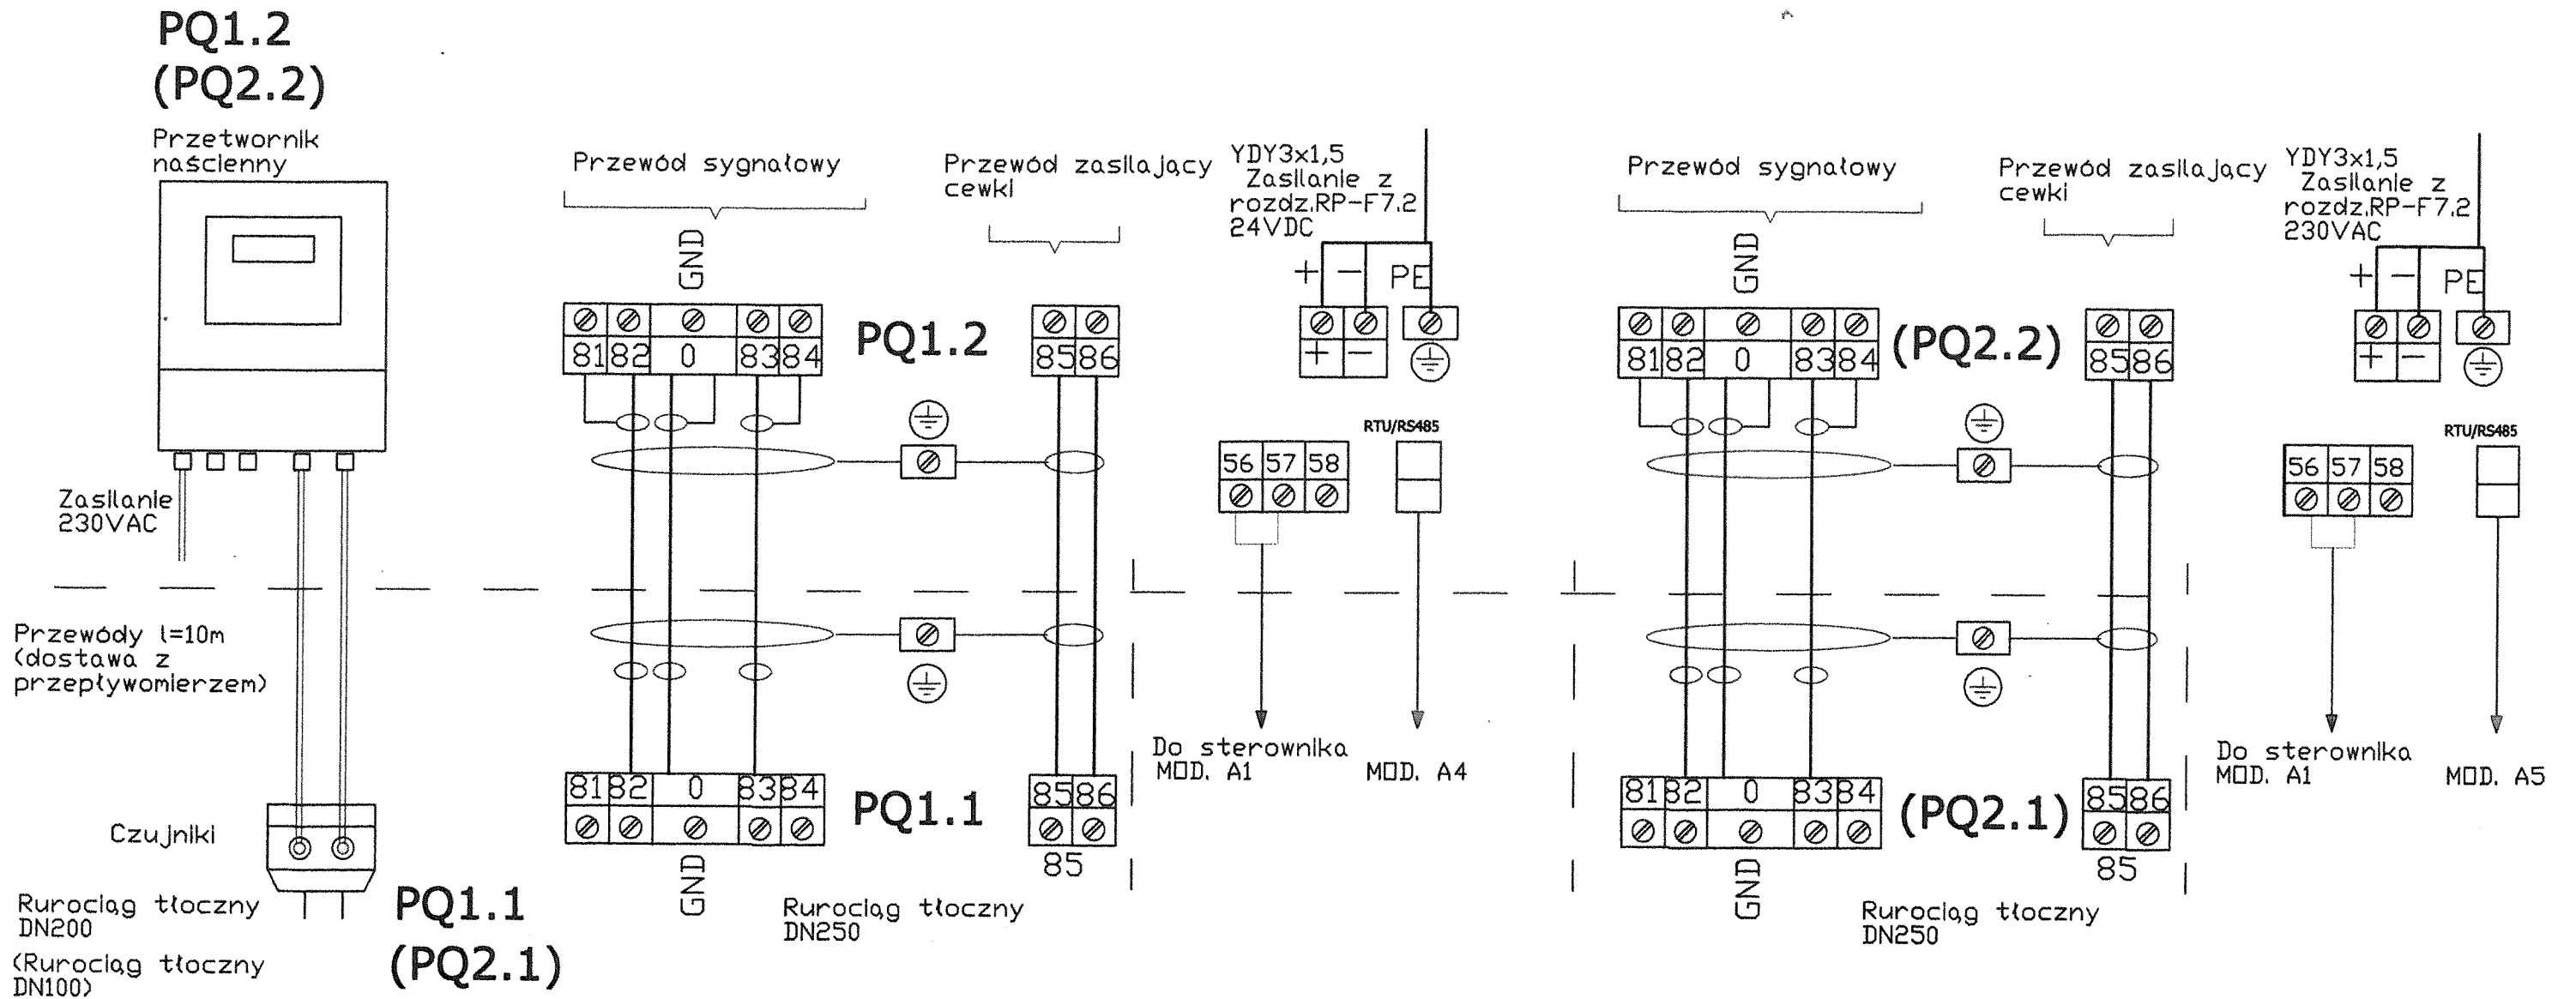 PQ1.2
(PQ2.2)
Przetwornik
naścienny
Zasilanie
230VAC
Przewódy l=10m
(dostawa z
przepływomierzem)
Czujniki
Rurociąg tłoczny
DN200
(Rurociąg tłoczny
DN100)
PQ1.1
(PQ2.1)
Przewód sygnałowy
GND
81 82 0 83 84
PQ1.2
Przewód zasilający
cewki
85 86
81 82 0 83 84
GND
PQ1.1
85 86
85
Rurociąg tłoczny
DN250
YDY3x1,5
Zasilanie z
rozdz.RP-F7.2
24VDC
+ - PE
+ -
56 57 58
RTU/RS485
Do sterownika
MOD. A1
MOD. A4
Przewód sygnałowy
GND
81 82 0 83 84
(PQ2.2)
Przewód zasilający
cewki
85 86
81 82 0 83 84
GND
(PQ2.1)
85 86
85
Rurociąg tłoczny
DN250
YDY3x1,5
Zasilanie z
rozdz.RP-F7.2
230VAC
+ - PE
+ -
56 57 58
RTU/RS485
Do sterownika
MOD. A1
MOD. A5